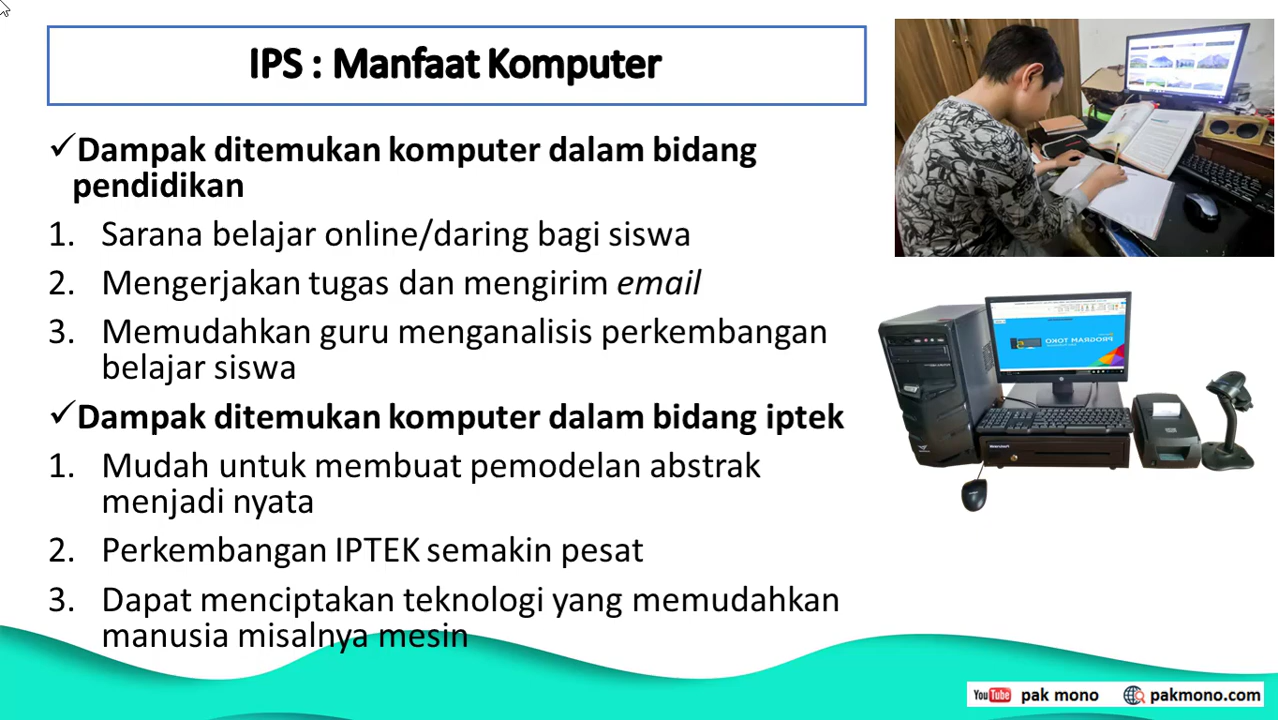 IPS : Manfaat Komputer
✓Dampak ditemukan komputer dalam bidang
pendidikan
1. Sarana belajar online/daring bagi siswa
2. Mengerjakan tugas dan mengirim email
3. Memudahkan guru menganalisis perkembangan
belajar siswa
✓Dampak ditemukan komputer dalam bidang iptek
1. Mudah untuk membuat pemodelan abstrak
menjadi nyata
2. Perkembangan IPTEK semakin pesat
3. Dapat menciptakan teknologi yang memudahkan
manusia misalnya mesin
PROGRAM TOKO
YouTube pak mono pakmono.com